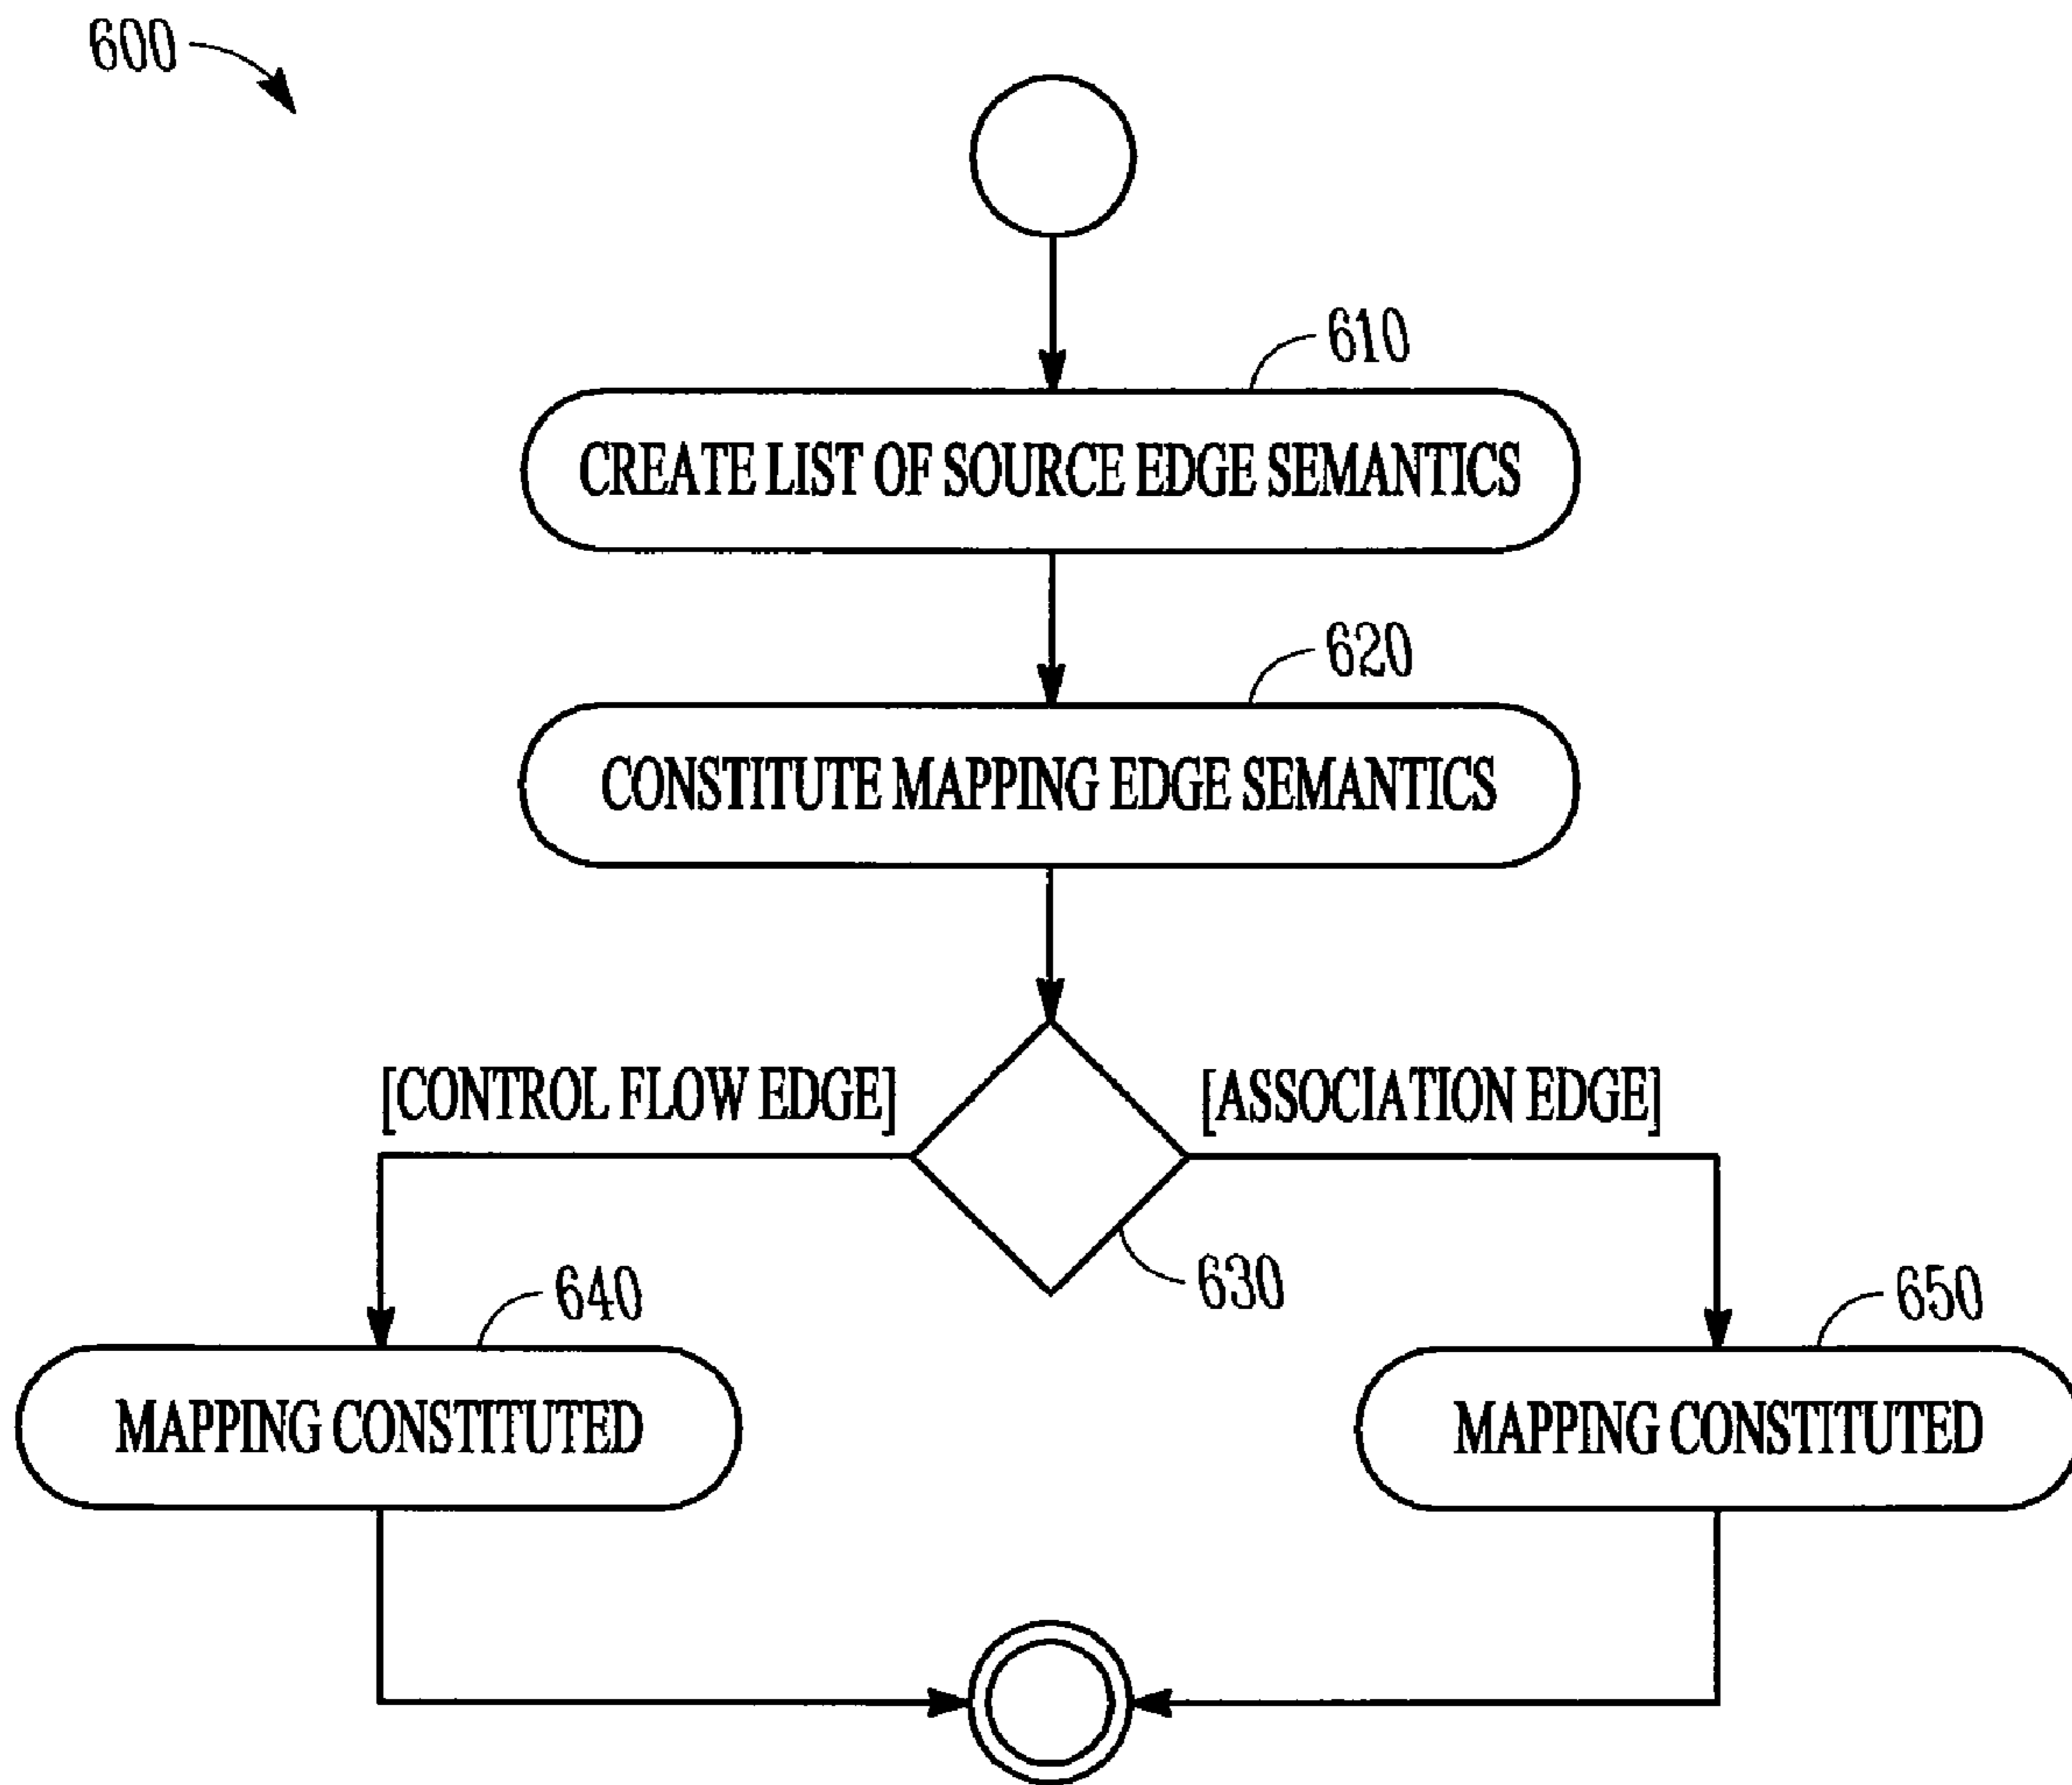 600
610
CREATE LIST OF SOURCE EDGE SEMANTICS
620
CONSTITUTE MAPPING EDGE SEMANTICS
[CONTROL FLOW EDGE]
[ASSOCIATION EDGE]
630
640
650
MAPPING CONSTITUTED
MAPPING CONSTITUTED